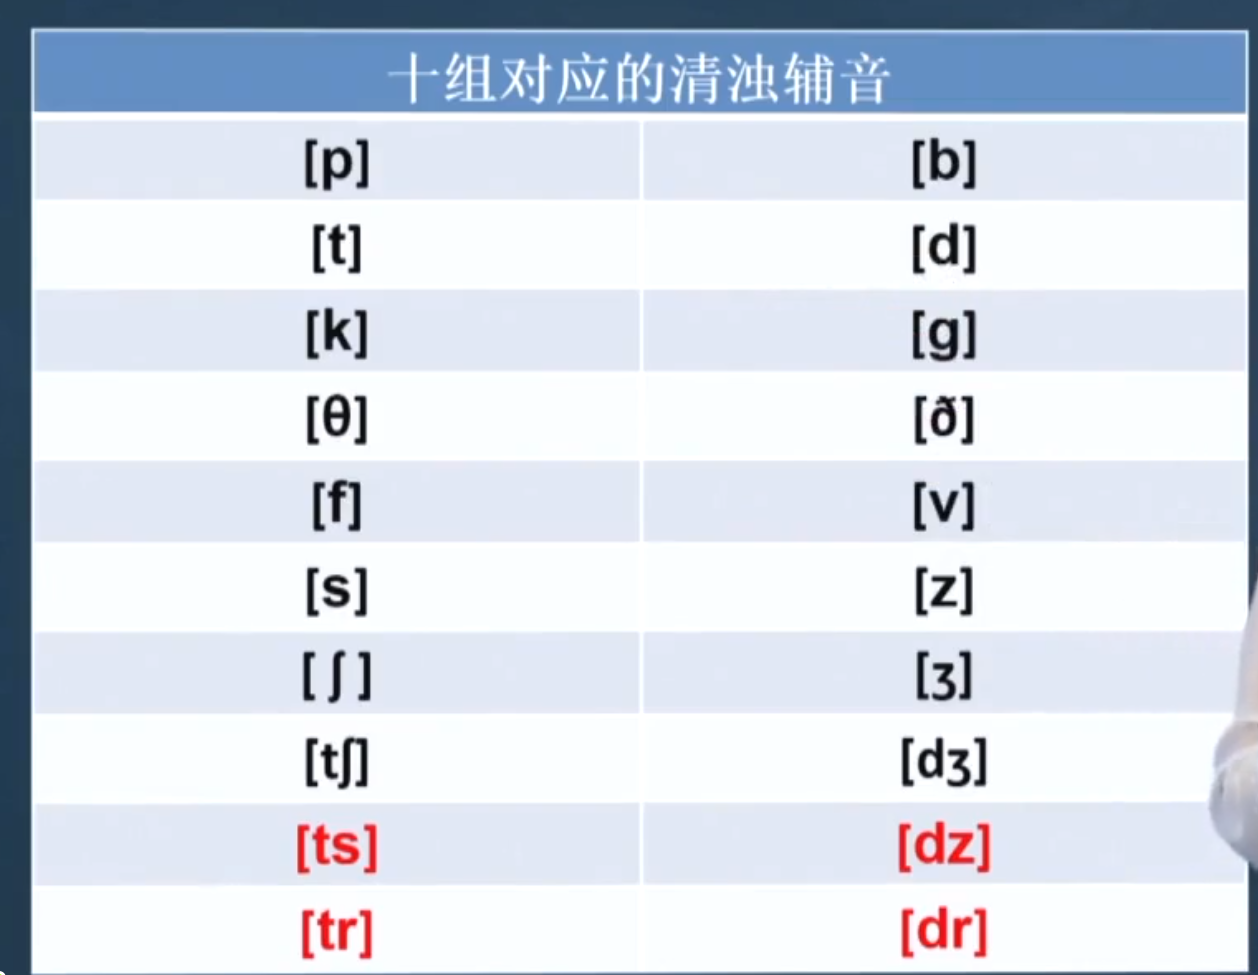 十组对应的清浊辅音
[p] [b]
[t] [d]
[k] [g]
[θ] [ð]
[f] [v]
[s] [z]
[ ʃ ] [ʒ]
[tʃ] [dʒ]
[ts] [dz]
[tr] [dr]